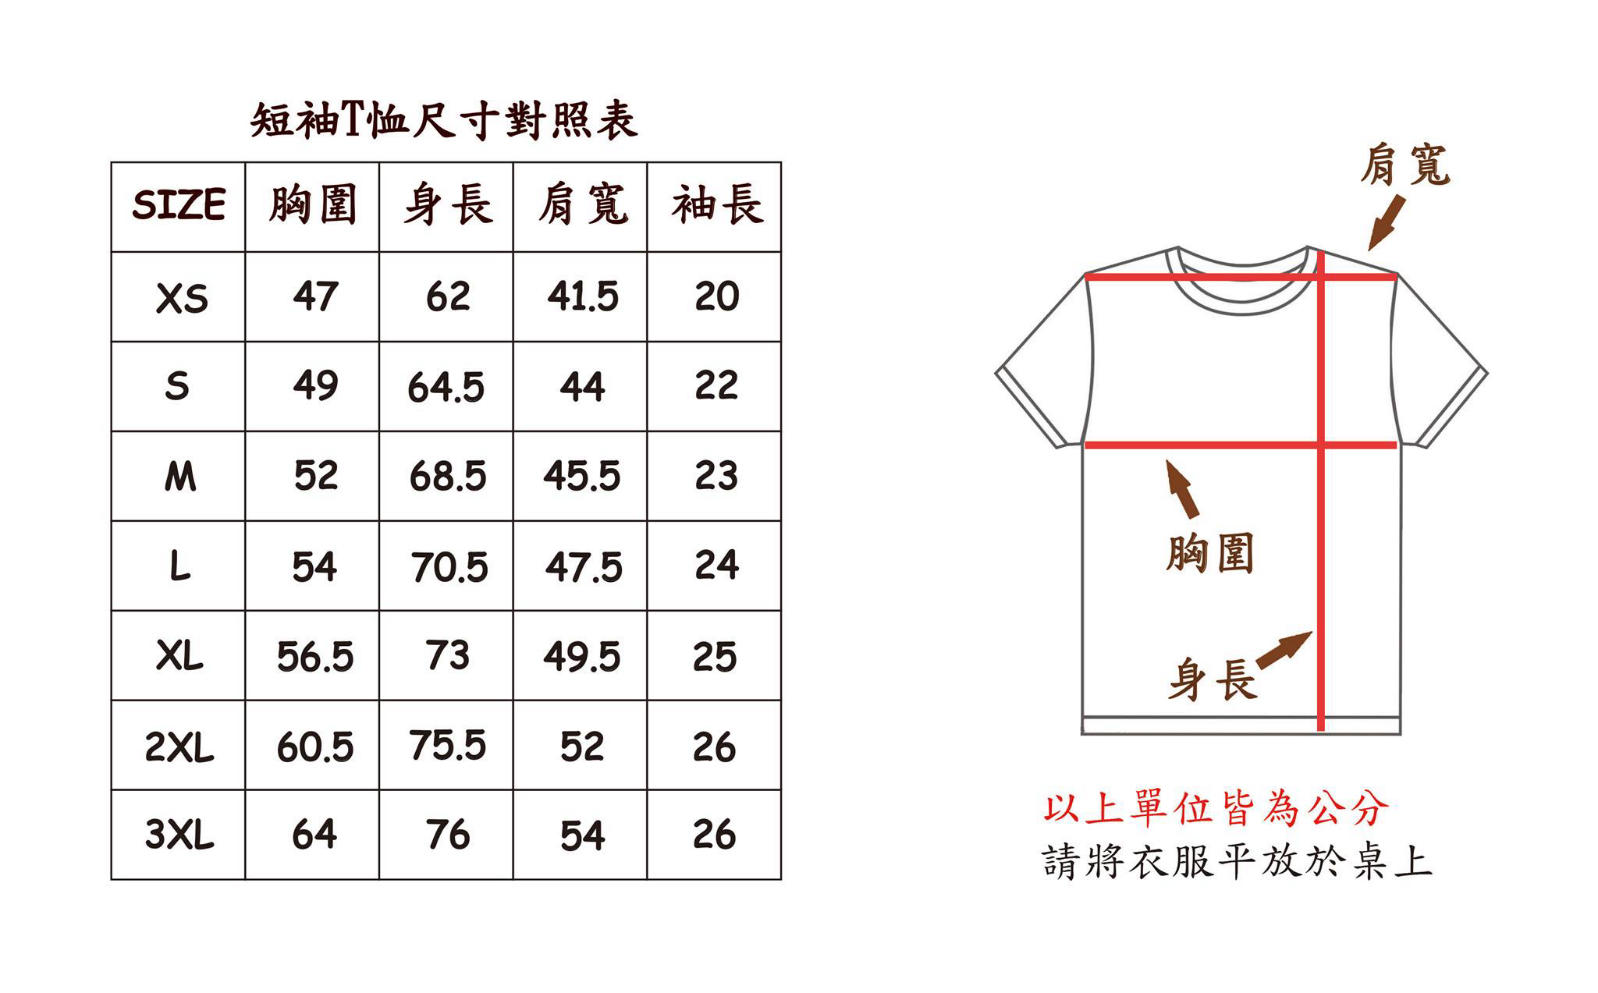 短袖T恤尺寸對照表
SIZE 胸圍 身長 肩寬 袖長
XS 47 62 41.5 20
S 49 64.5 44 22
M 52 68.5 45.5 23
L 54 70.5 47.5 24
XL 56.5 73 49.5 25
2XL 60.5 75.5 52 26
3XL 64 76 54 26
肩寬
胸圍
身長
以上單位皆為公分
請將衣服平放於桌上